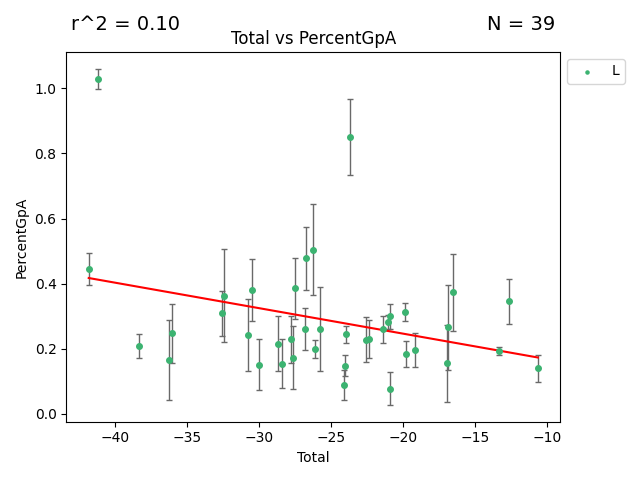 r^2 = 0.10
N = 39
Total vs PercentGpA
L
PercentGpA
1.0
0.8
0.6
0.4
0.2
0.0
−40
−35
−30
−25
−20
−15
−10
Total